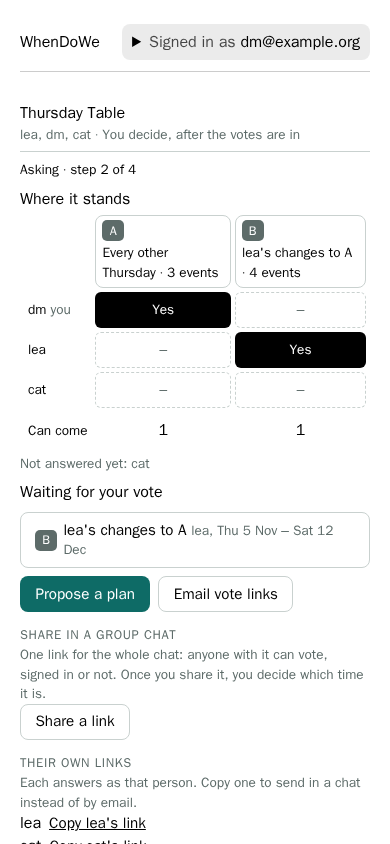 WhenDoWe
▶ Signed in as dm@example.org
Thursday Table
lea, dm, cat · You decide, after the votes are in
Asking · step 2 of 4
Where it stands
A
Every other
Thursday · 3 events
B
lea's changes to A
· 4 events
dm you
Yes
–
lea
–
Yes
cat
–
–
Can come
1
1
Not answered yet: cat
Waiting for your vote
B
lea's changes to A lea, Thu 5 Nov – Sat 12
Dec
Propose a plan
Email vote links
SHARE IN A GROUP CHAT
One link for the whole chat: anyone with it can vote,
signed in or not. Once you share it, you decide which time
it is.
Share a link
THEIR OWN LINKS
Each answers as that person. Copy one to send in a chat
instead of by email.
lea Copy lea's link
cat Copy cat's link